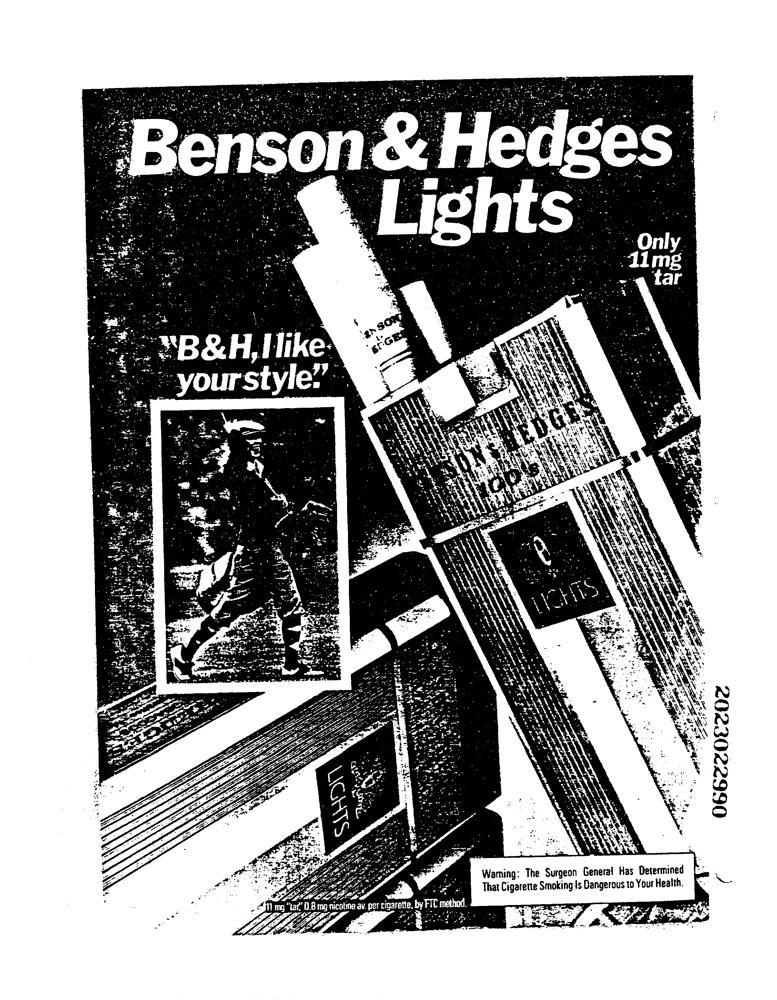 Benson & Hedges
Lights
Only
11 mg
tar
"B&H, I like
your style."
BENSON & HEDGES
100's
LIGHTS
LIGHTS
Warning: The Surgeon General Has Determined
That Cigarette Smoking Is Dangerous to Your Health.
11 mg "tar," 0.8 mg nicotine av. per cigarette, by FTC method.
2023022990